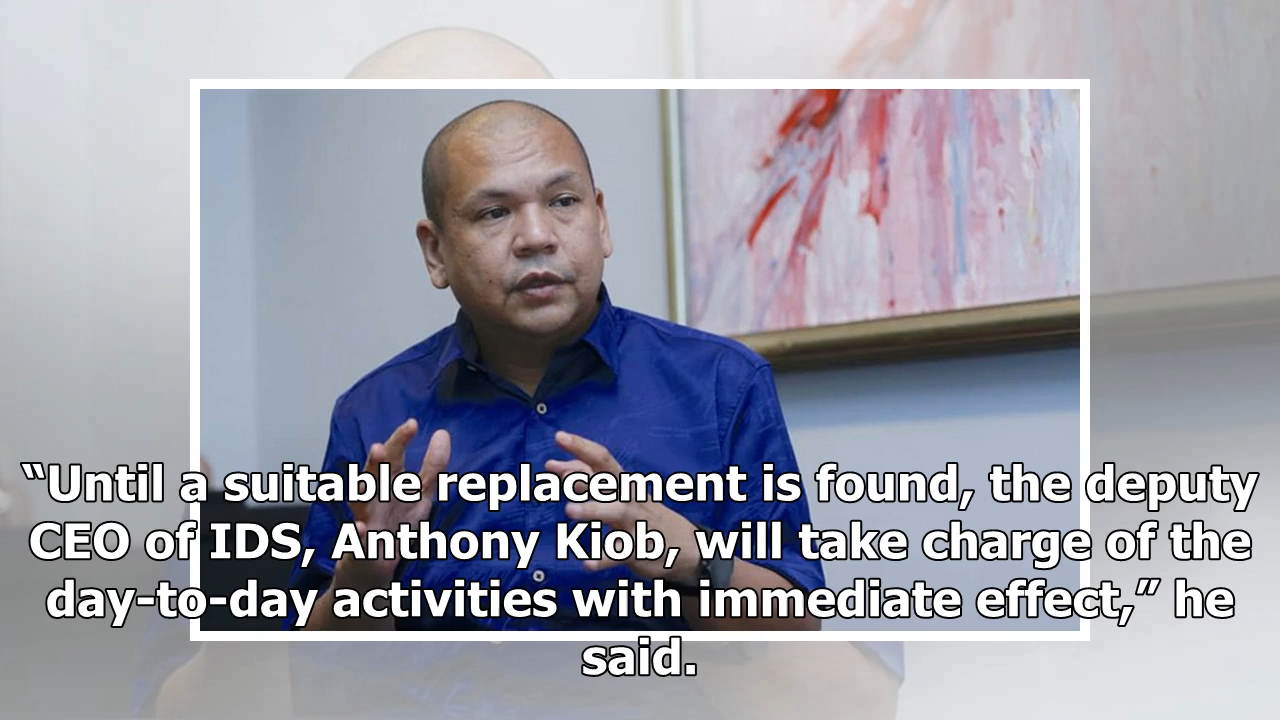 “Until a suitable replacement is found, the deputy
CEO of IDS, Anthony Kiob, will take charge of the
day-to-day activities with immediate effect,” he
said.